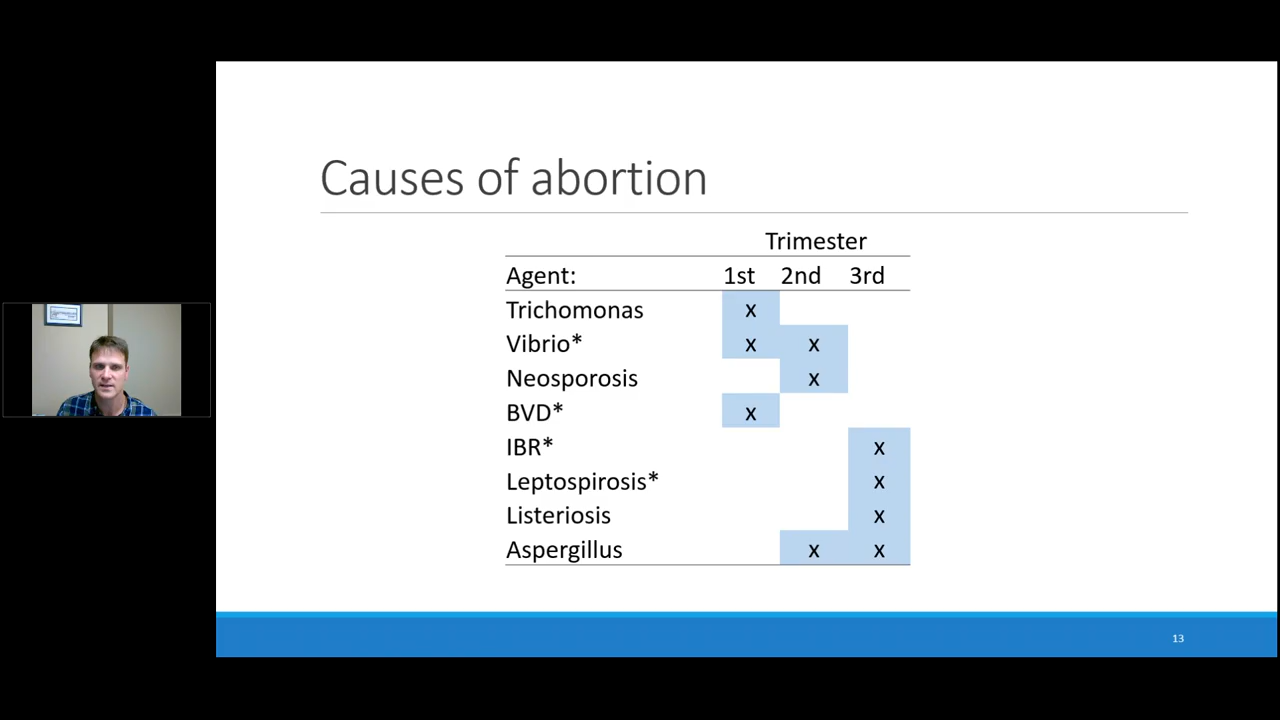 Causes of abortion
Trimester
Agent: 1st 2nd 3rd
Trichomonas x
Vibrio* x x
Neosporosis x
BVD* x
IBR* x
Leptospirosis* x
Listeriosis x
Aspergillus x x
13